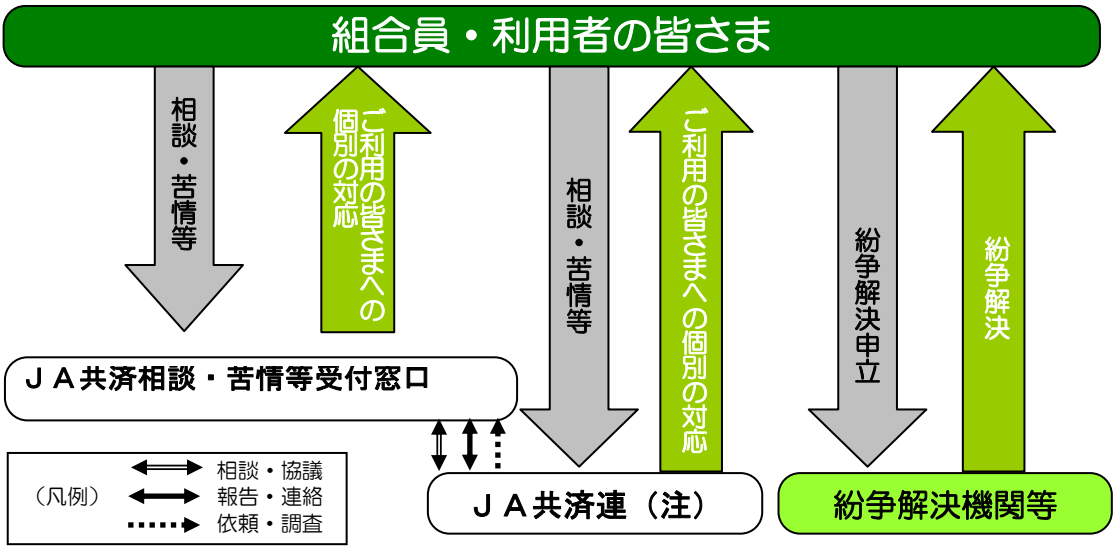 組合員・利用者の皆さま
相談・苦情等
ご利用の皆さまへの
個別の対応
相談・苦情等
ご利用の皆さまへの個別の対応
紛争解決申立
紛争解決
ＪＡ共済相談・苦情等受付窓口
（凡例）
相談・協議
報告・連絡
依頼・調査
ＪＡ共済連（注）
紛争解決機関等